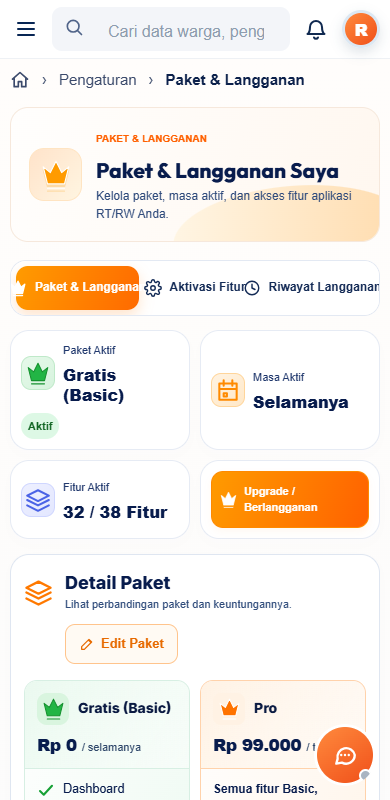 Cari data warga, peng
R
Pengaturan
Paket & Langganan
PAKET & LANGGANAN
Paket & Langganan Saya
Kelola paket, masa aktif, dan akses fitur aplikasi
RT/RW Anda.
Paket & Langgana
Aktivasi Fitur
Riwayat Langganan
Paket Aktif
Gratis
(Basic)
Aktif
Masa Aktif
Selamanya
Fitur Aktif
32 / 38 Fitur
Upgrade /
Berlangganan
Detail Paket
Lihat perbandingan paket dan keuntungannya.
Edit Paket
Gratis (Basic)
Rp 0 / selamanya
Dashboard
Pro
Rp 99.000 / t
Semua fitur Basic,